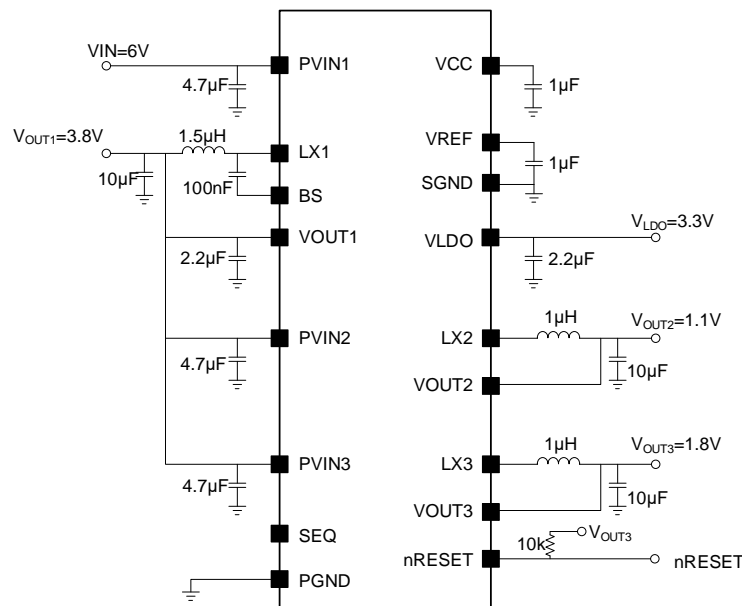 VIN=6V
4.7µF
PVIN1
VCC
1µF
VOUT1=3.8V
1.5µH
10µF
LX1
100nF
BS
VREF
1µF
SGND
VOUT1
2.2µF
VLDO
VLDO=3.3V
2.2µF
PVIN2
4.7µF
LX2
1µH
VOUT2=1.1V
10µF
VOUT2
PVIN3
4.7µF
LX3
1µH
VOUT3=1.8V
10µF
VOUT3
SEQ
10k
VOUT3
nRESET
nRESET
PGND